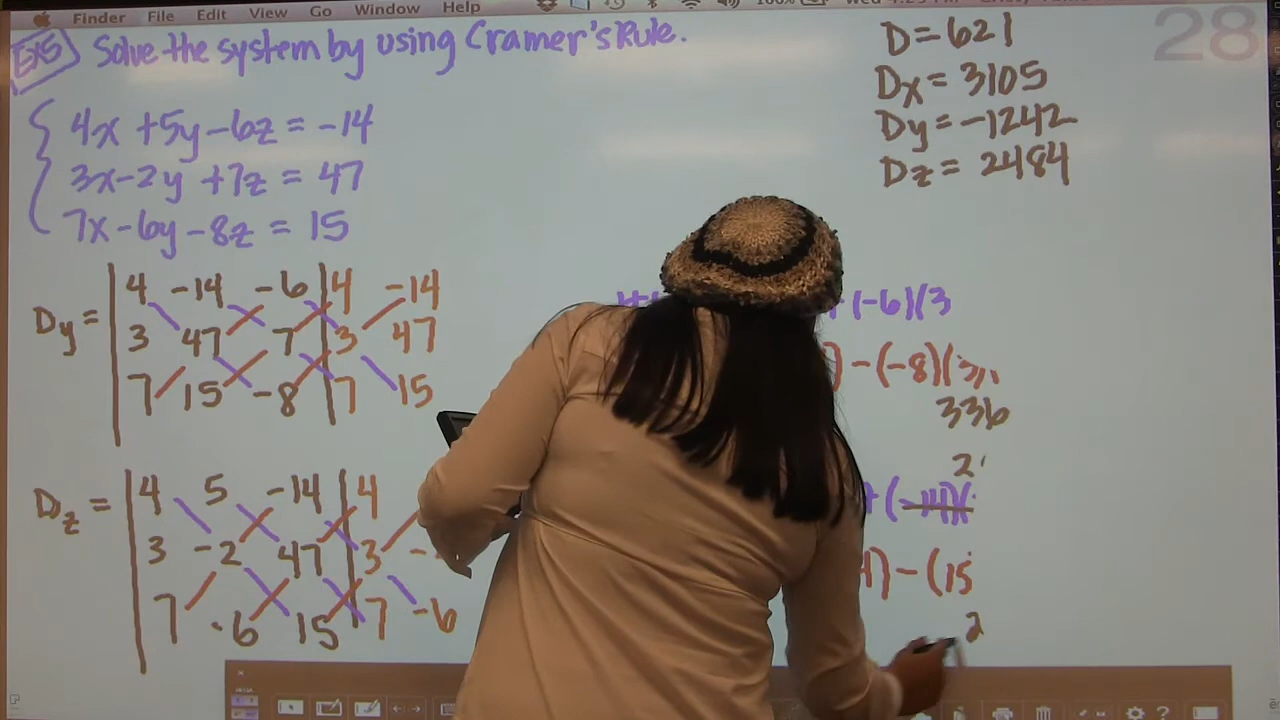 Finder File Edit View Go Window Help
28
EX5 Solve the system by using Cramer's Rule.
4x + 5y - 6z = -14
3x - 2y + 7z = 47
7x - 6y - 8z = 15
D = 621
Dx = 3105
Dy = -1242
Dz = 2484
Dy = | 4 -14 -6 | 4 -14
3 47 7 3 47
7 15 -8 7 15
(-6)(3
- (-8)(
336
Dz = | 4 5 -14 | 4
3 -2 47 3
7 -6 15 7 -6
+ (-14)(
) - (15
2